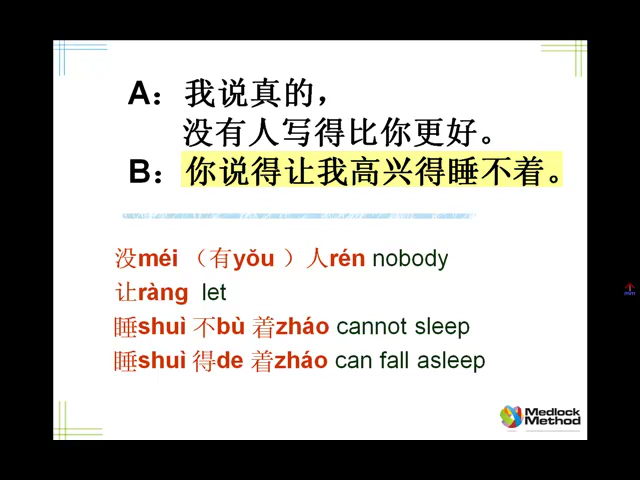 A：我说真的，
没有人写得比你更好。
B：你说得让我高兴得睡不着。
没méi （有yǒu ）人rén nobody
让ràng let
睡shuì 不bù 着zháo cannot sleep
睡shuì 得de 着zháo can fall asleep
Medlock
Method